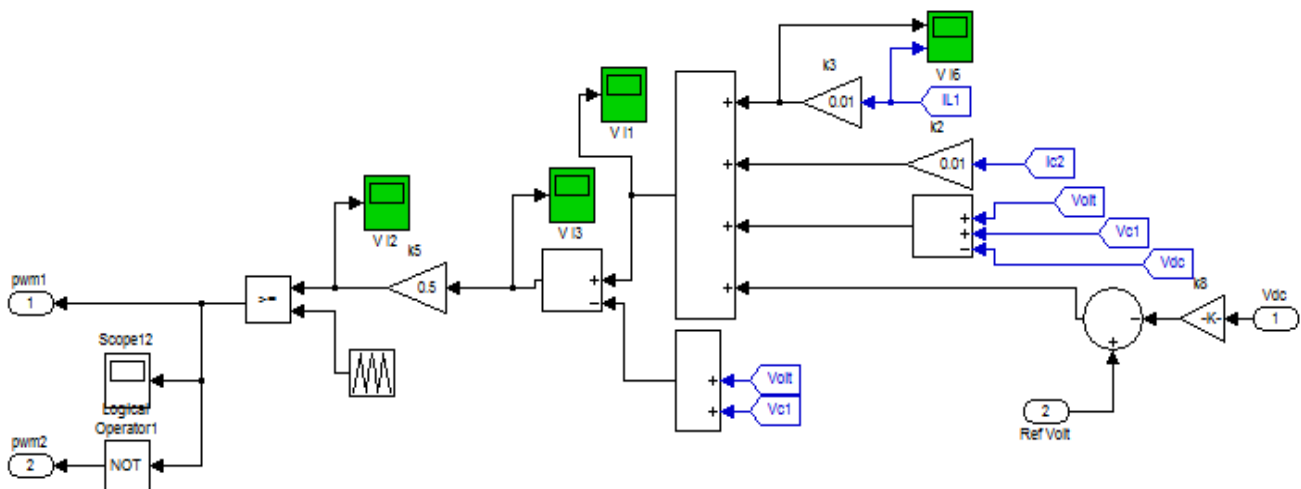 k3
0.01
IL1
V I6
k2
0.01
Ic2
V I1
Volt
Vc1
Vdc
V I3
V I2
k5
0.5
k8
-K-
Vdc
1
pwm1
1
>=
Scope12
Volt
Vc1
2
Ref Volt
Logical
Operator1
pwm2
2
NOT
+
+
+
+
+
+
−
+
−
−
+
+
+